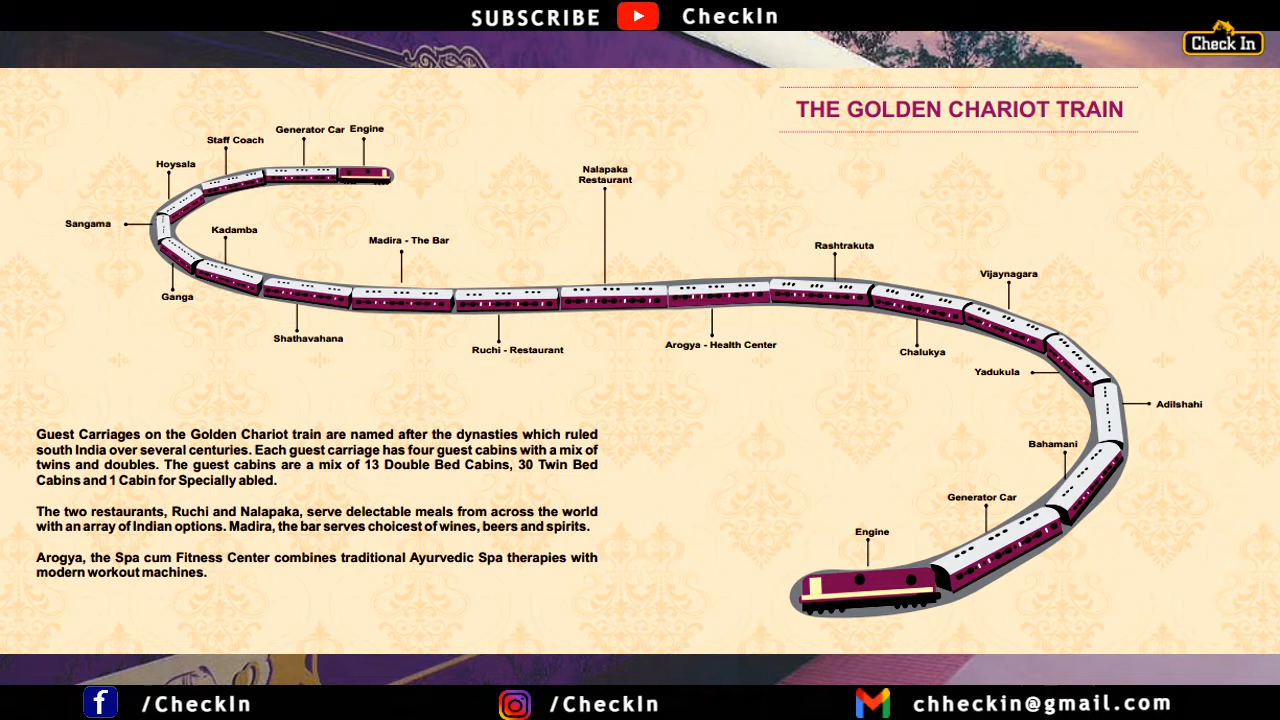 SUBSCRIBE CheckIn
Check In
THE GOLDEN CHARIOT TRAIN
Generator Car Engine
Staff Coach
Hoysala
Nalapaka
Restaurant
Sangama
Kadamba
Madira - The Bar
Rashtrakuta
Vijaynagara
Ganga
Shathavahana
Ruchi - Restaurant
Arogya - Health Center
Chalukya
Yadukula
Adilshahi
Bahamani
Generator Car
Engine
Guest Carriages on the Golden Chariot train are named after the dynasties which ruled
south India over several centuries. Each guest carriage has four guest cabins with a mix of
twins and doubles. The guest cabins are a mix of 13 Double Bed Cabins, 30 Twin Bed
Cabins and 1 Cabin for Specially abled.
The two restaurants, Ruchi and Nalapaka, serve delectable meals from across the world
with an array of Indian options. Madira, the bar serves choicest of wines, beers and spirits.
Arogya, the Spa cum Fitness Center combines traditional Ayurvedic Spa therapies with
modern workout machines.
f /CheckIn /CheckIn chheckin@gmail.com